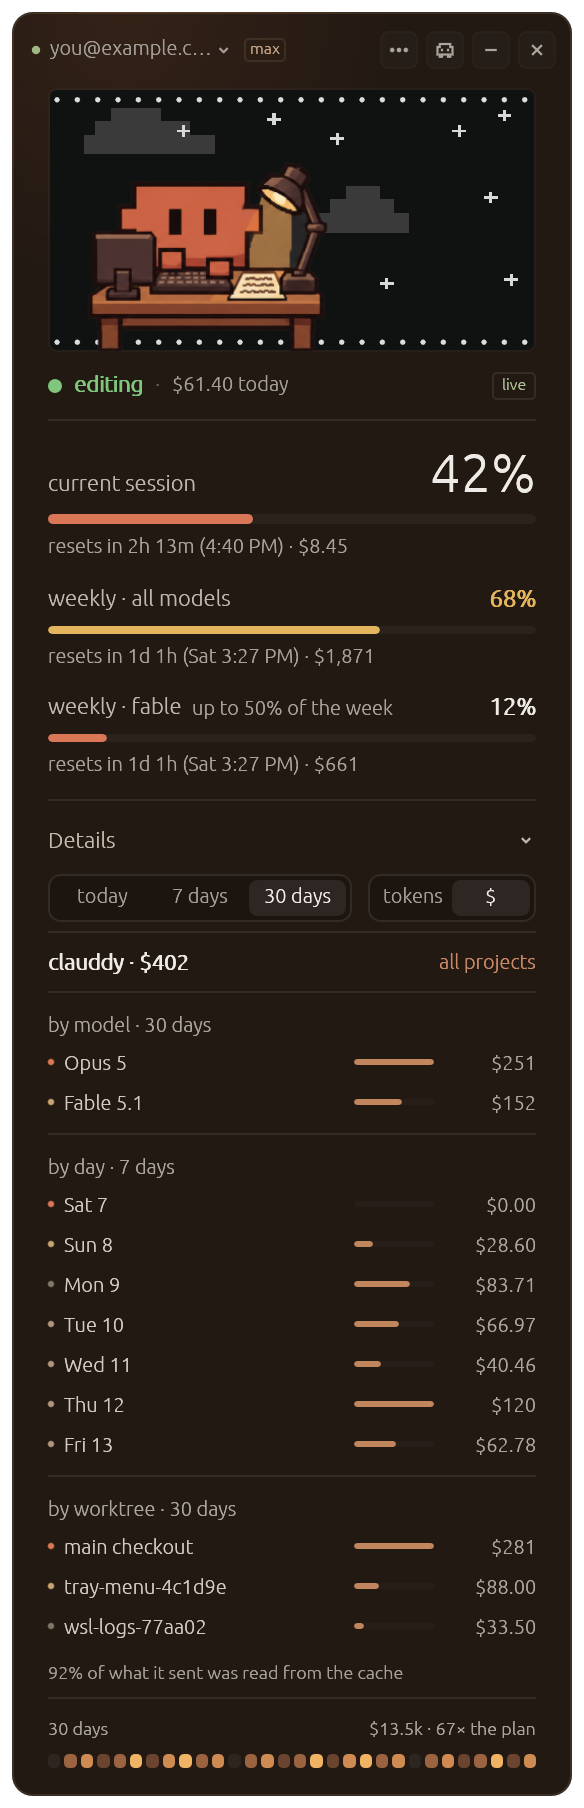 you@example.c... max
editing · $61.40 today live
current session 42%
resets in 2h 13m (4:40 PM) · $8.45
weekly · all models 68%
resets in 1d 1h (Sat 3:27 PM) · $1,871
weekly · fable up to 50% of the week 12%
resets in 1d 1h (Sat 3:27 PM) · $661
Details
today 7 days 30 days tokens $
clauddy · $402 all projects
by model · 30 days
Opus 5 $251
Fable 5.1 $152
by day · 7 days
Sat 7 $0.00
Sun 8 $28.60
Mon 9 $83.71
Tue 10 $66.97
Wed 11 $40.46
Thu 12 $120
Fri 13 $62.78
by worktree · 30 days
main checkout $281
tray-menu-4c1d9e $88.00
wsl-logs-77aa02 $33.50
92% of what it sent was read from the cache
30 days $13.5k · 67× the plan